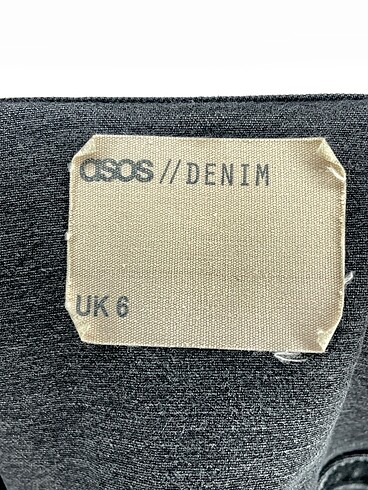 asos // DENIM
UK 6